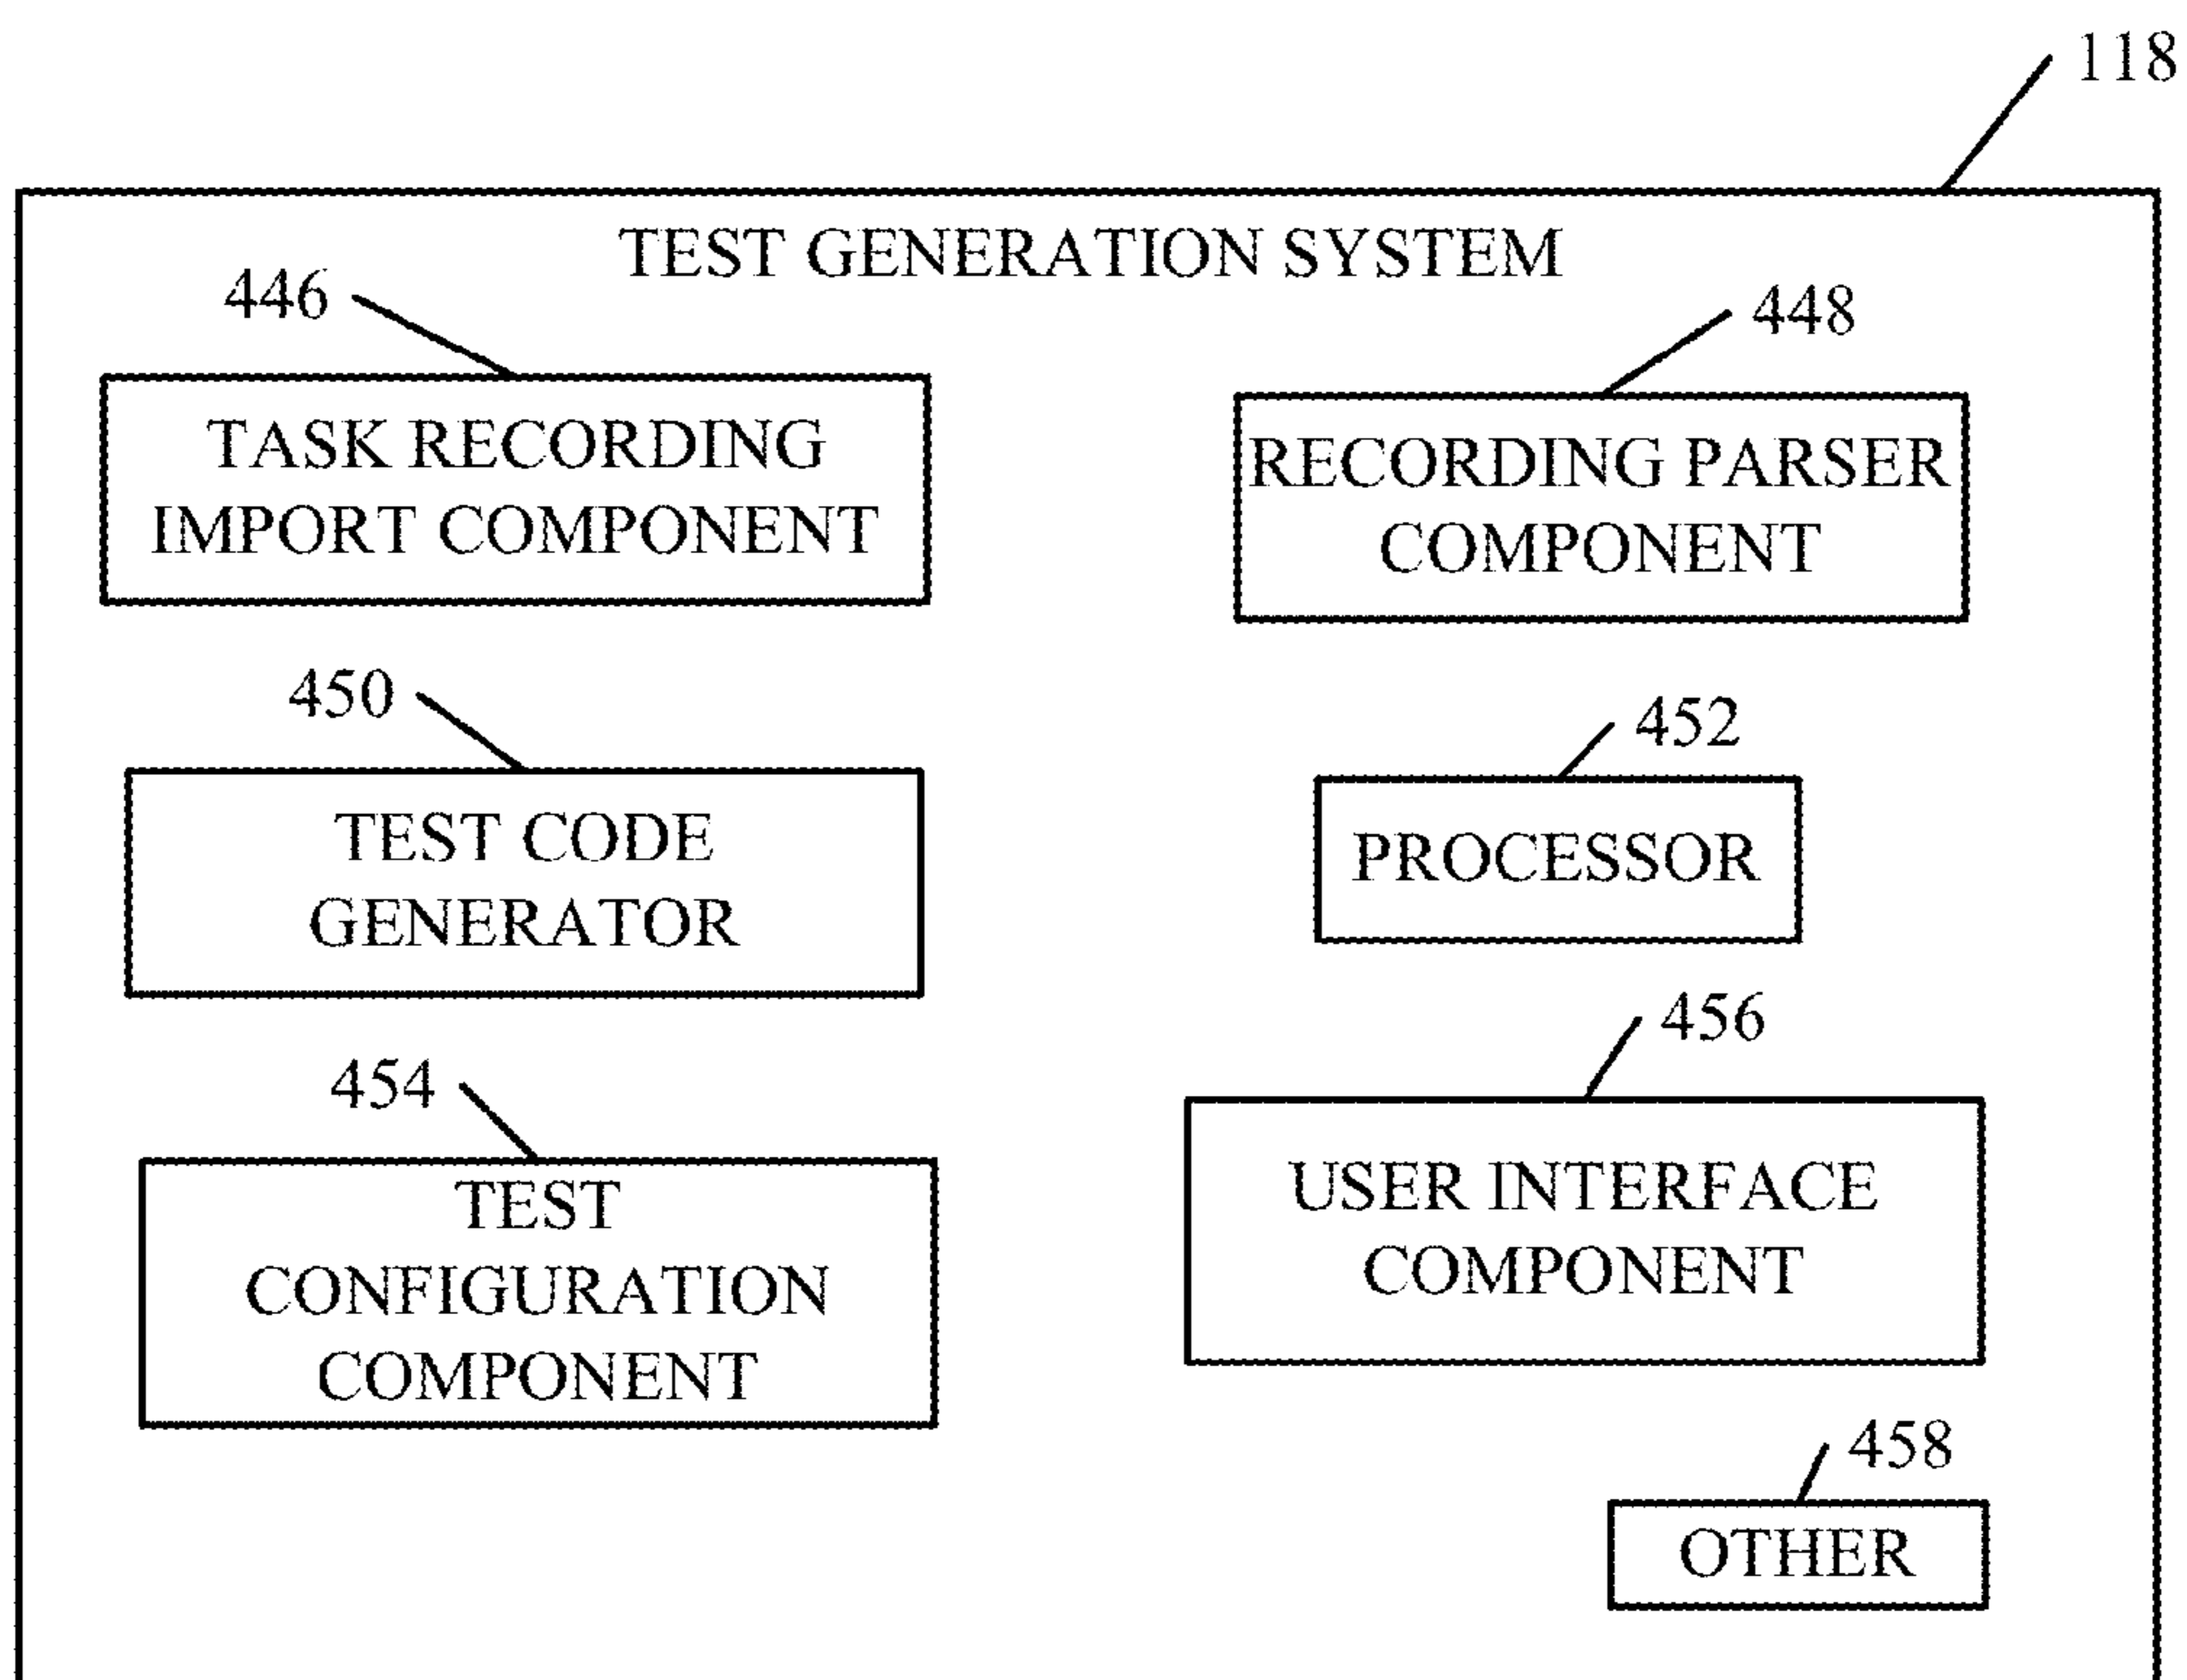 118
TEST GENERATION SYSTEM
446
TASK RECORDING
IMPORT COMPONENT
448
RECORDING PARSER
COMPONENT
450
TEST CODE
GENERATOR
452
PROCESSOR
454
TEST
CONFIGURATION
COMPONENT
456
USER INTERFACE
COMPONENT
458
OTHER